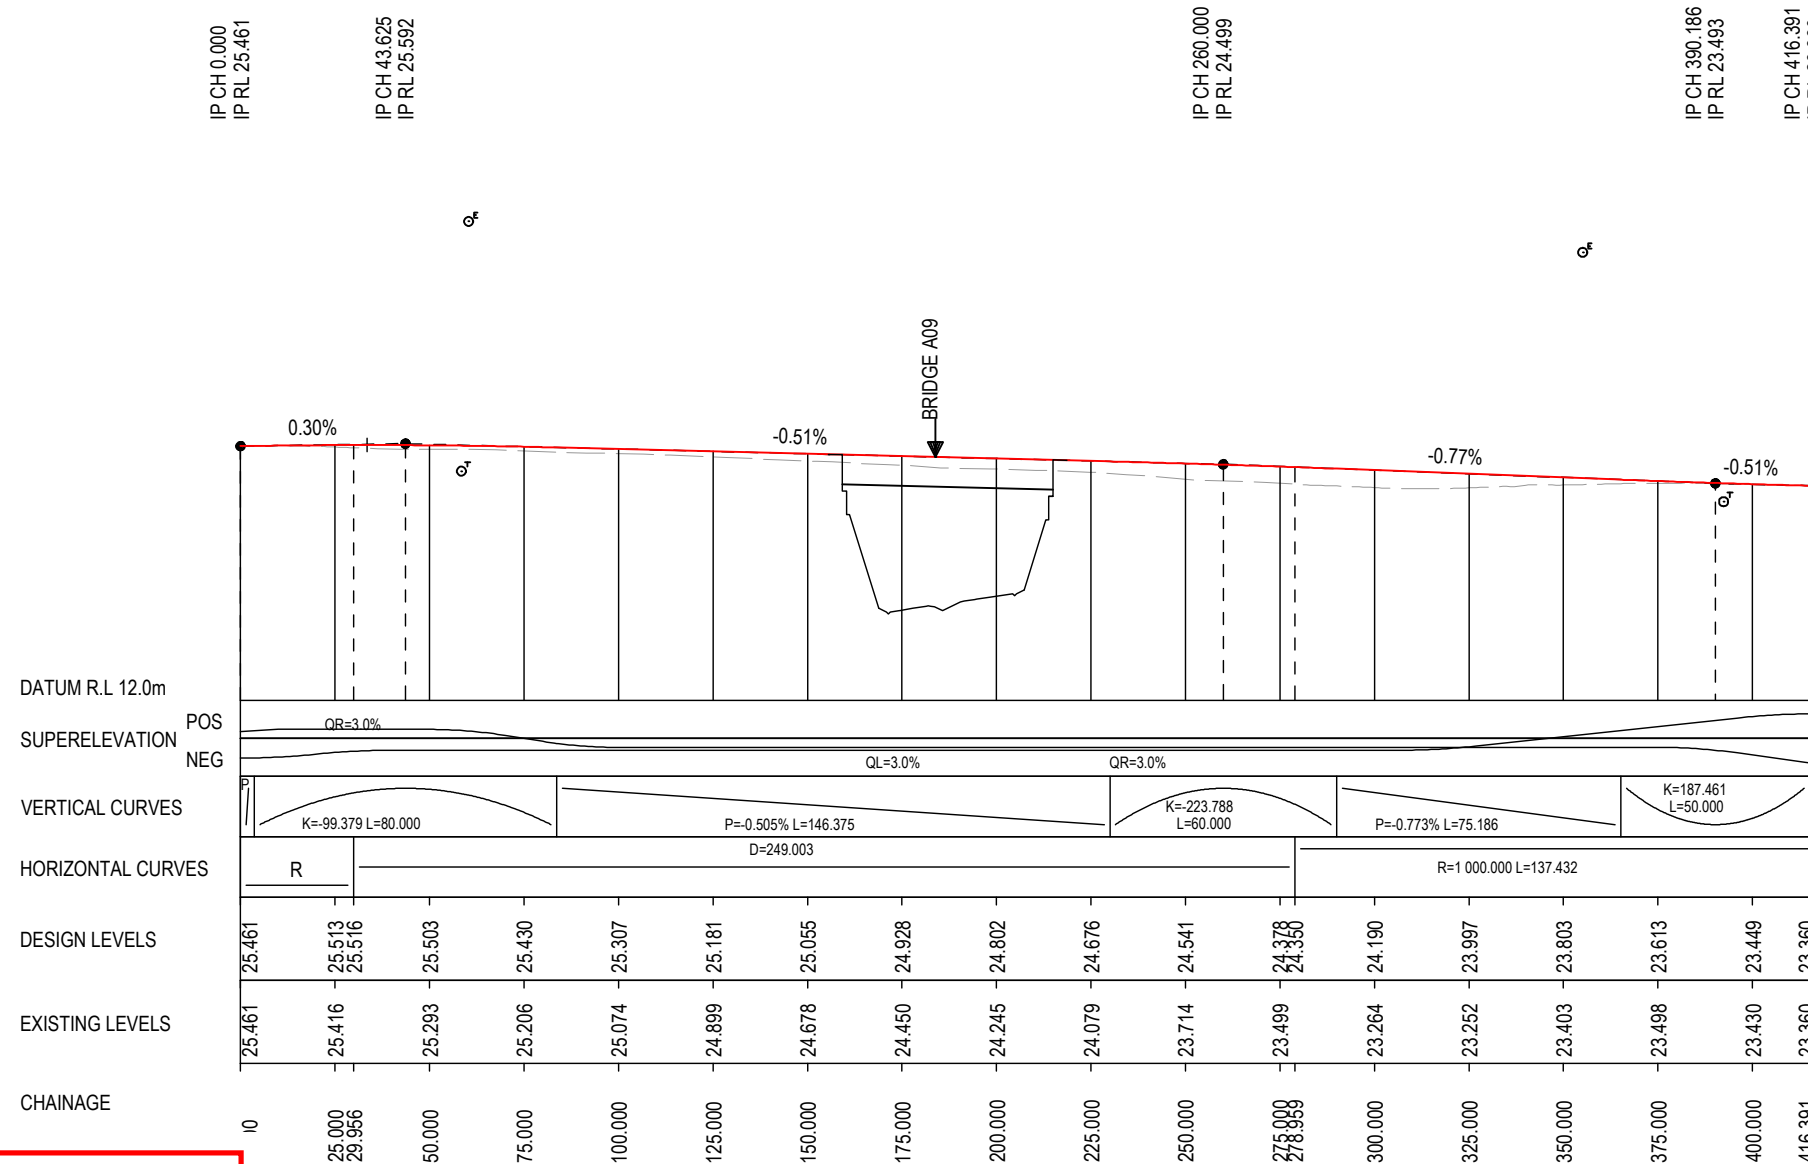 IP CH 0.000
IP RL 25.461
IP CH 43.625
IP RL 25.592
IP CH 260.000
IP RL 24.499
IP CH 390.186
IP RL 23.493
IP CH 416.391
E
E
BRIDGE A09
0.30%
-0.51%
-0.77%
-0.51%
T
T
DATUM R.L 12.0m
SUPERELEVATION
POS
NEG
QR=3.0%
QL=3.0%
QR=3.0%
VERTICAL CURVES
P
K=-99.379 L=80.000
P=-0.505% L=146.375
K=-223.788
L=60.000
P=-0.773% L=75.186
K=187.461
L=50.000
HORIZONTAL CURVES
R
D=249.003
R=1 000.000 L=137.432
DESIGN LEVELS
25.461
25.513
25.516
25.503
25.430
25.307
25.181
25.055
24.928
24.802
24.676
24.541
24.378
24.350
24.190
23.997
23.803
23.613
23.449
23.360
EXISTING LEVELS
25.461
25.416
25.293
25.206
25.074
24.899
24.678
24.450
24.245
24.079
23.714
23.499
23.264
23.252
23.403
23.498
23.430
23.360
CHAINAGE
25.000
29.956
50.000
75.000
100.000
125.000
150.000
175.000
200.000
225.000
250.000
275.000
278.959
300.000
325.000
350.000
375.000
400.000
416.391